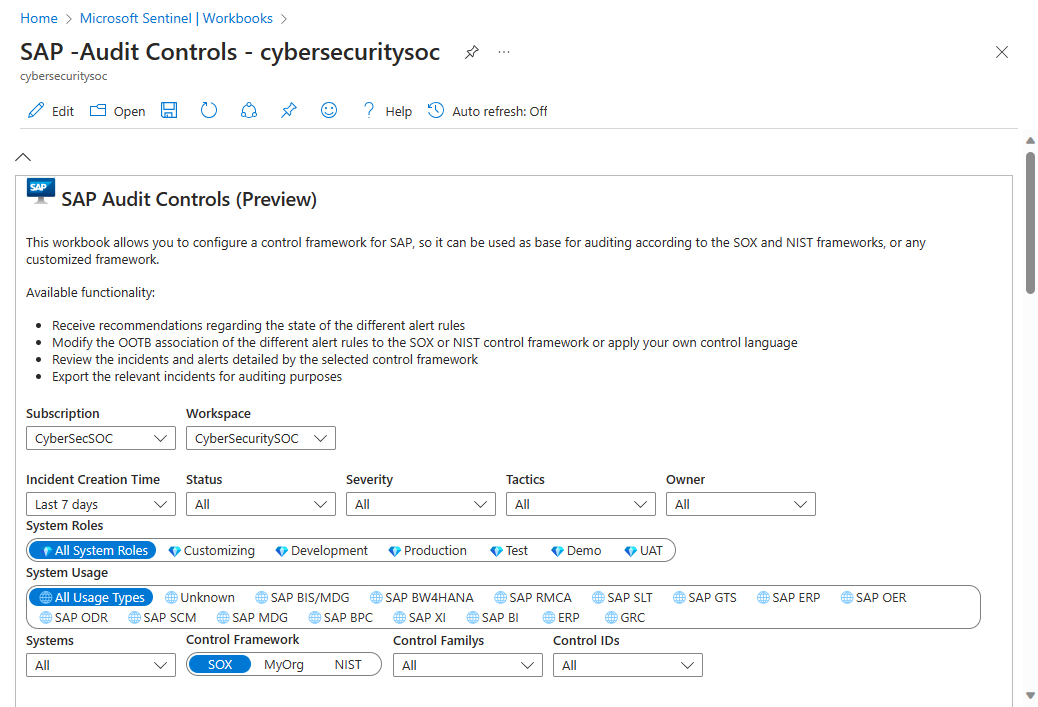 Home > Microsoft Sentinel | Workbooks >
SAP -Audit Controls - cybersecuritysoc ...
cybersecuritysoc
Edit Open Help Auto refresh: Off
SAP SAP Audit Controls (Preview)
This workbook allows you to configure a control framework for SAP, so it can be used as base for auditing according to the SOX and NIST frameworks, or any
customized framework.
Available functionality:
• Receive recommendations regarding the state of the different alert rules
• Modify the OOTB association of the different alert rules to the SOX or NIST control framework or apply your own control language
• Review the incidents and alerts detailed by the selected control framework
• Export the relevant incidents for auditing purposes
Subscription Workspace
CyberSecSOC CyberSecuritySOC
Incident Creation Time Status Severity Tactics Owner
Last 7 days All All All All
System Roles
All System Roles Customizing Development Production Test Demo UAT
System Usage
All Usage Types Unknown SAP BIS/MDG SAP BW4HANA SAP RMCA SAP SLT SAP GTS SAP ERP SAP OER
SAP ODR SAP SCM SAP MDG SAP BPC SAP XI SAP BI ERP GRC
Systems Control Framework Control Familys Control IDs
All SOX MyOrg NIST All All